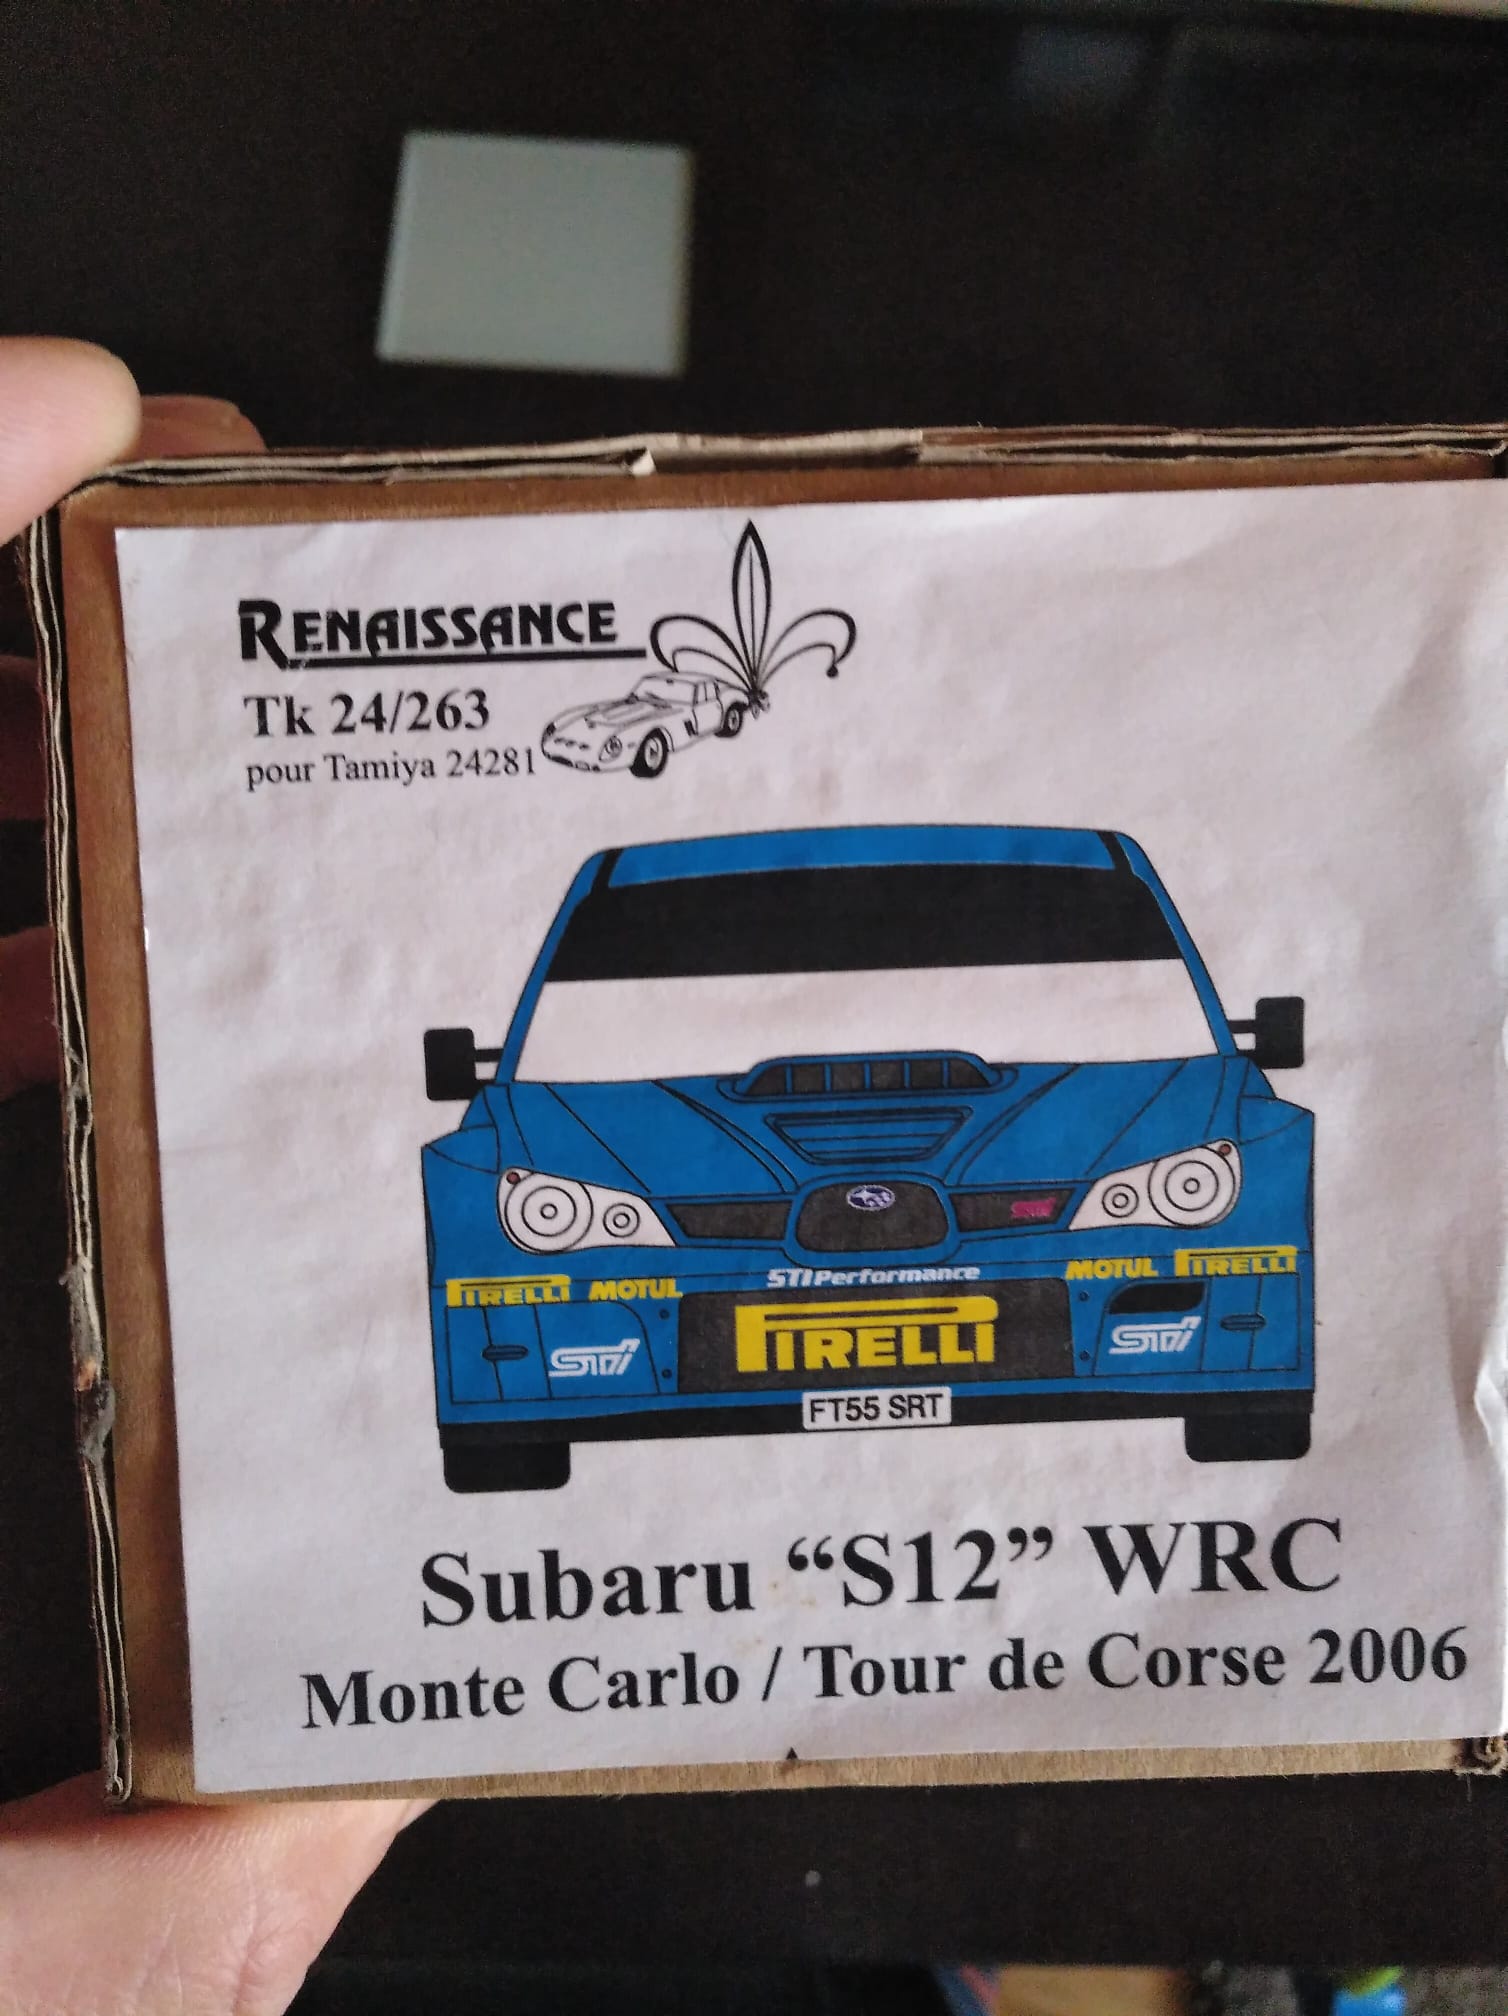 RENAISSANCE
Tk 24/263
pour Tamiya 24281
STi
STI Performance
PIRELLI MOTUL
MOTUL PIRELLI
PIRELLI
STi
STi
FT55 SRT
Subaru “S12” WRC
Monte Carlo / Tour de Corse 2006